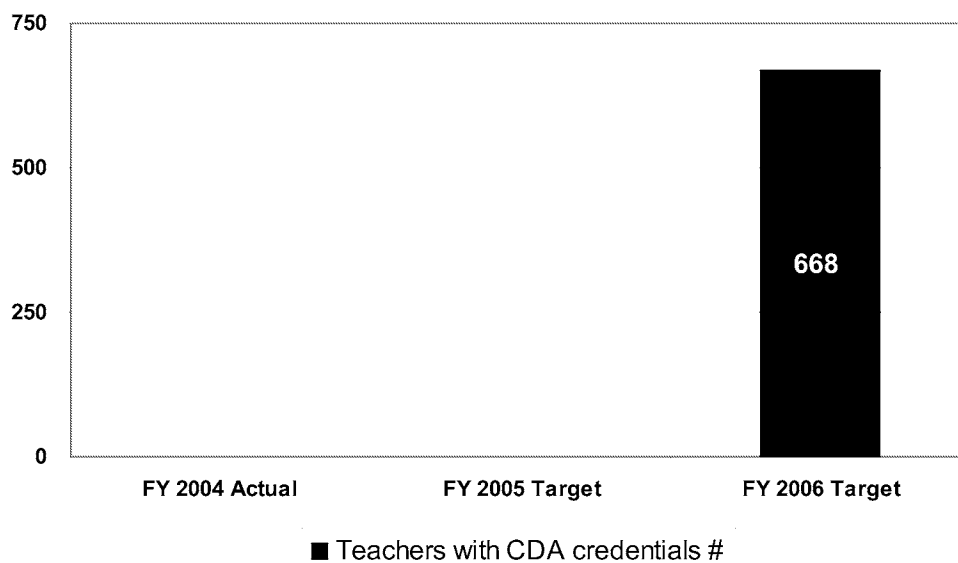 750
500
250
0
668
FY 2004 Actual FY 2005 Target FY 2006 Target
Teachers with CDA credentials #